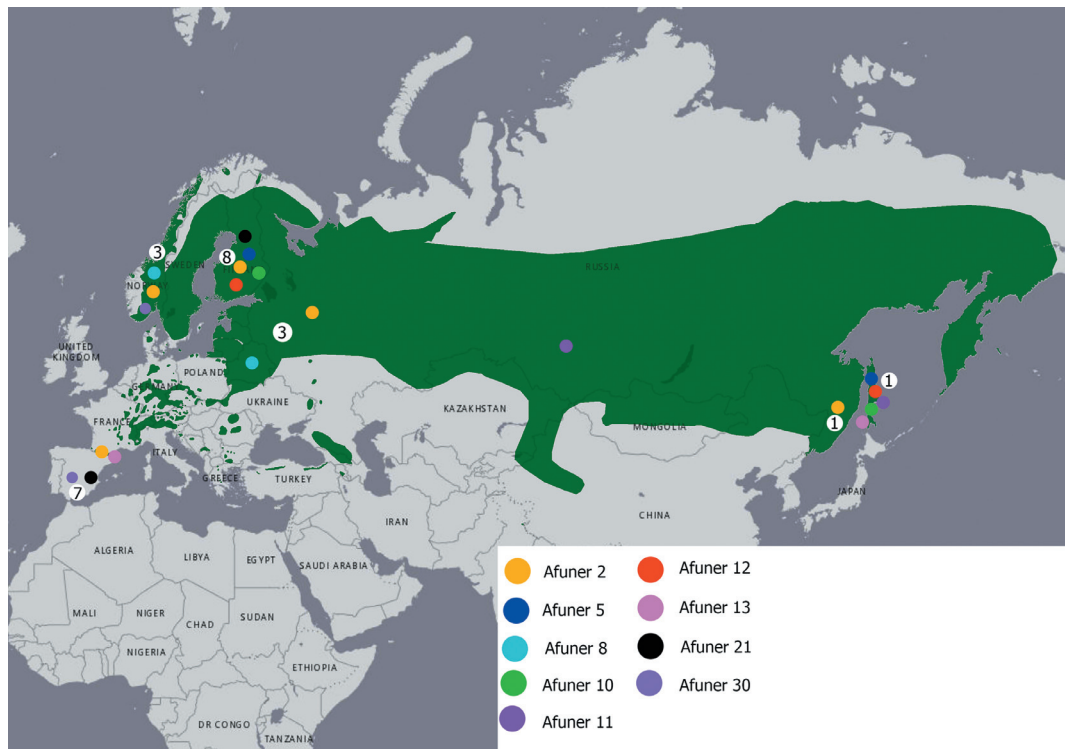 3
8
SWEDEN
RUSSIA
3
UNITED
KINGDOM
POLAND
GERMANY
UKRAINE
FRANCE
KAZAKHSTAN
MONGOLIA
1
1
ITALY
GREECE
TURKEY
7
JAPAN
CHINA
IRAN
ALGERIA
LIBYA
EGYPT
SAUDI ARABIA
MALI
NIGER
CHAD
SUDAN
NIGERIA
ETHIOPIA
DR CONGO
TANZANIA
Afuner 2
Afuner 5
Afuner 8
Afuner 10
Afuner 11
Afuner 12
Afuner 13
Afuner 21
Afuner 30